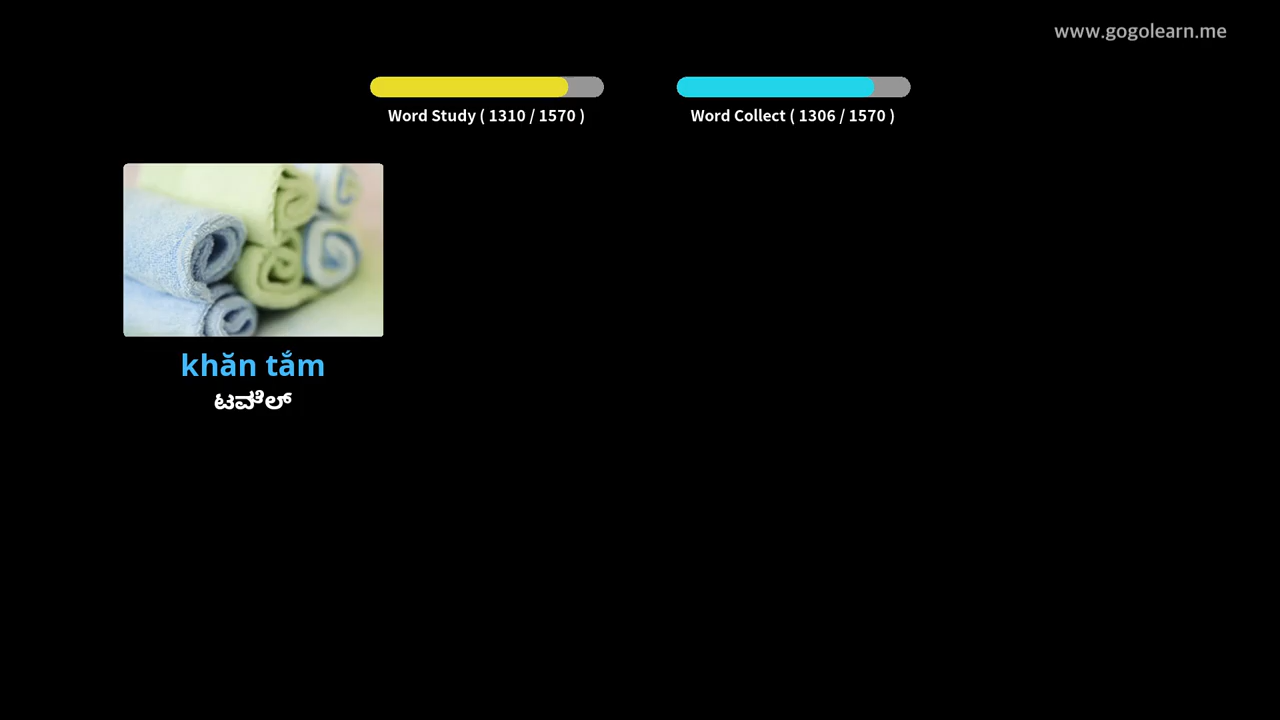 www.gogolearn.me
Word Study ( 1310 / 1570 )
Word Collect ( 1306 / 1570 )
khăn tắm
ಟವೆಲ್